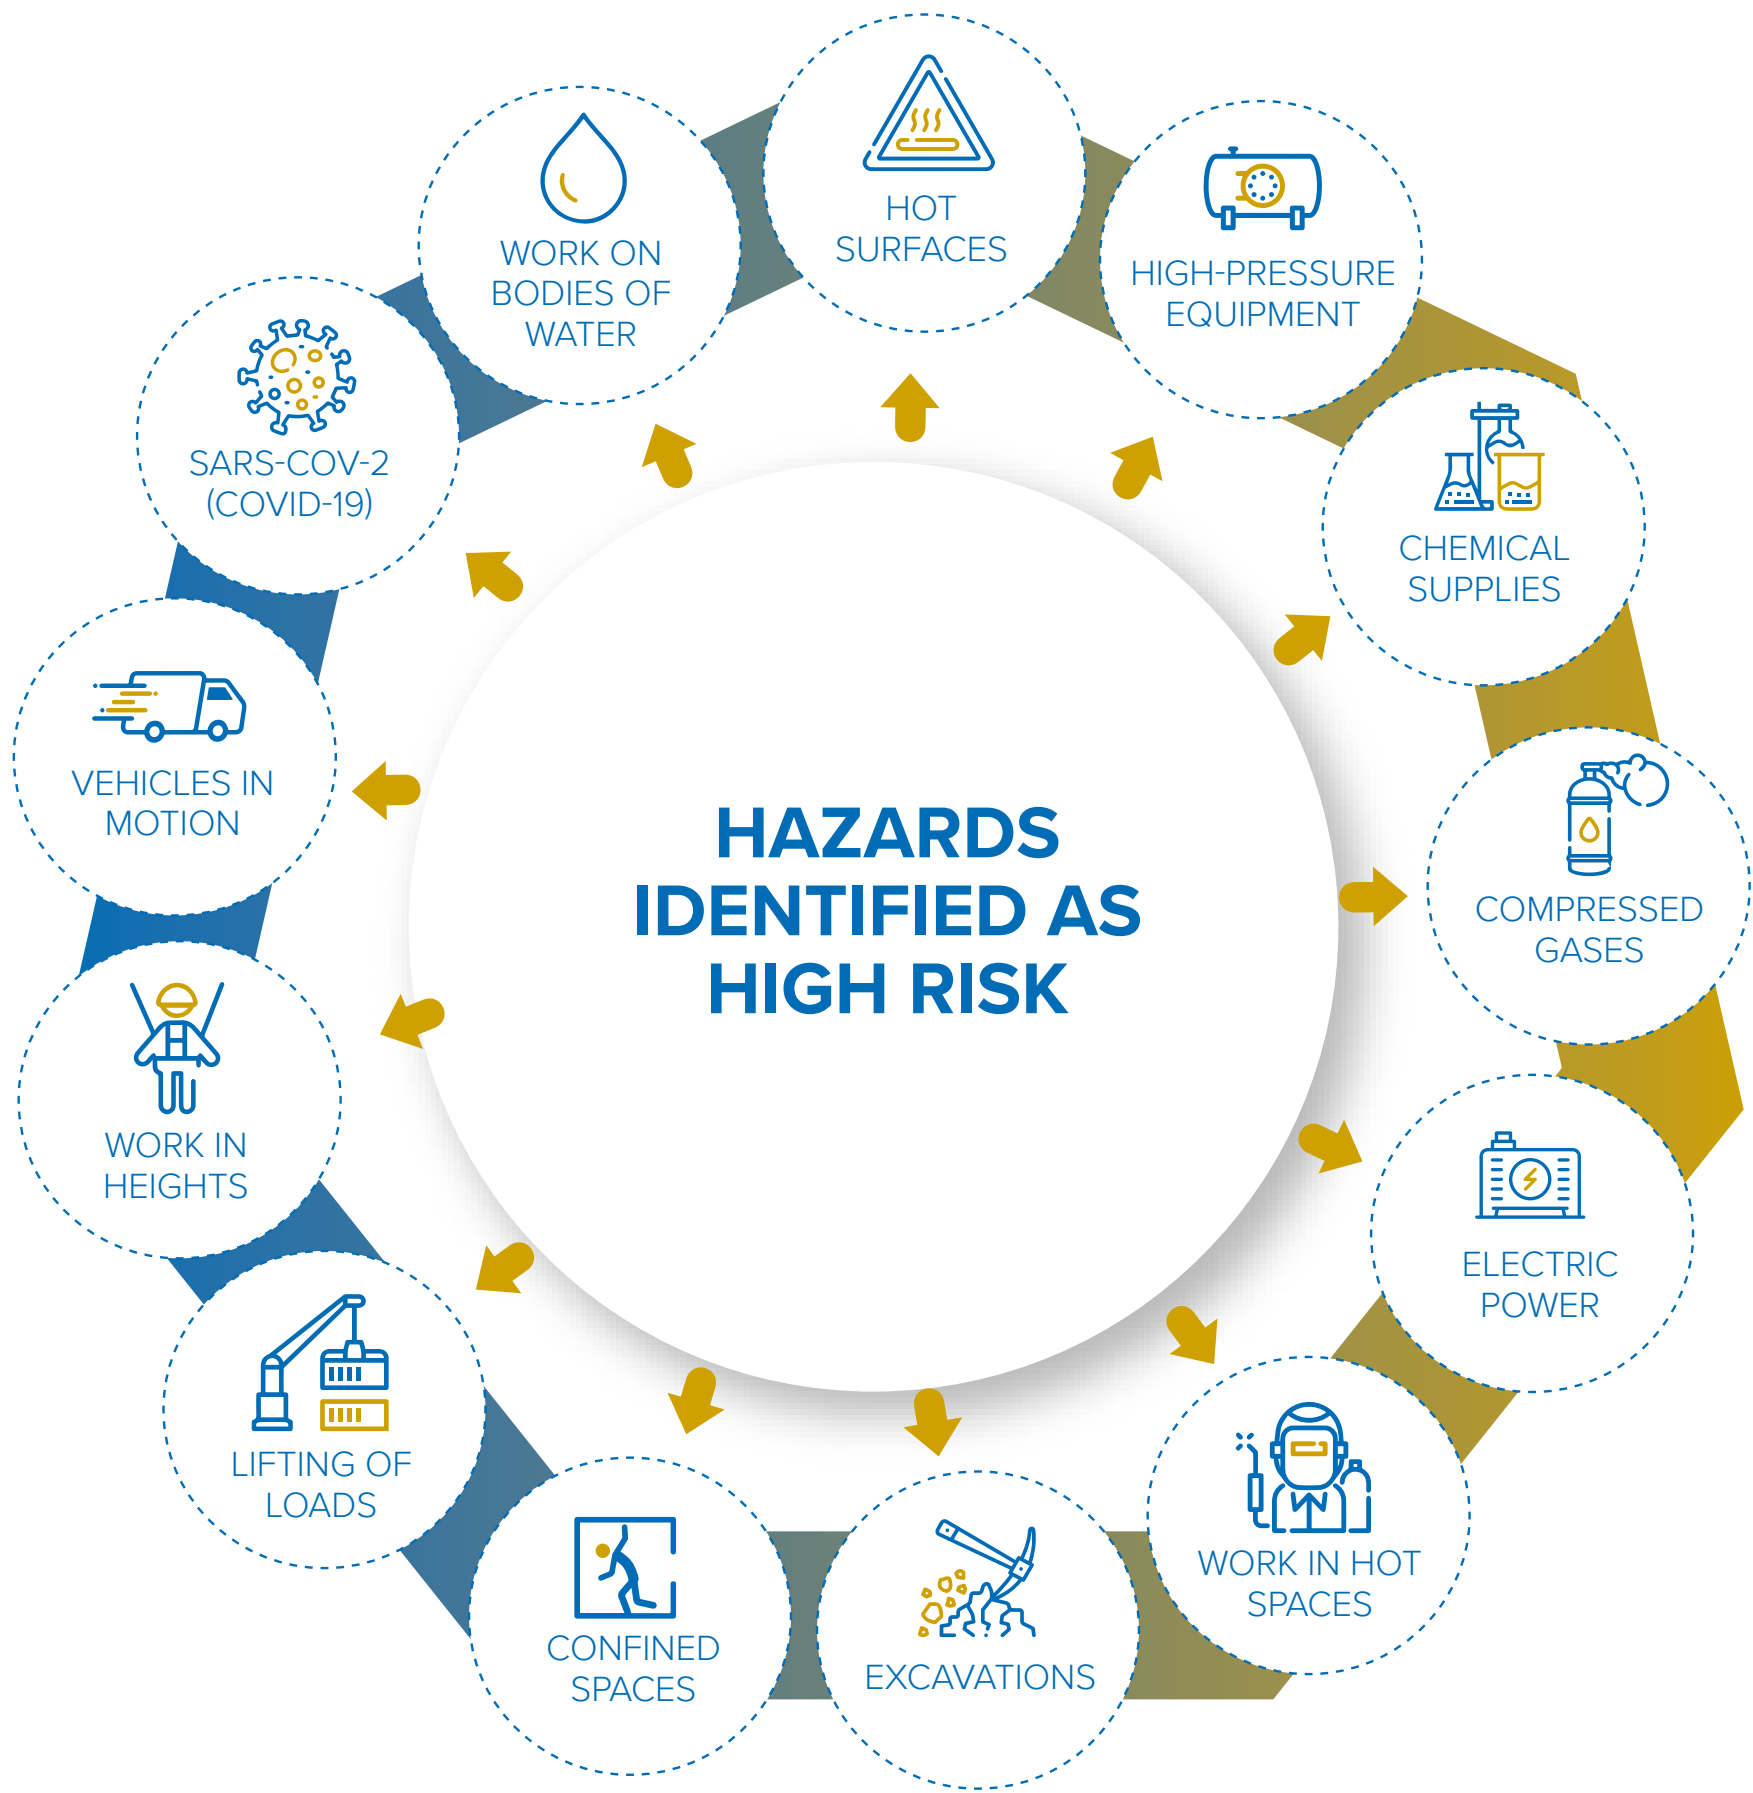 HAZARDS
IDENTIFIED AS
HIGH RISK
HOT
SURFACES
HIGH-PRESSURE
EQUIPMENT
CHEMICAL
SUPPLIES
COMPRESSED
GASES
ELECTRIC
POWER
WORK IN HOT
SPACES
EXCAVATIONS
CONFINED
SPACES
LIFTING OF
LOADS
WORK IN
HEIGHTS
VEHICLES IN
MOTION
SARS-COV-2
(COVID-19)
WORK ON
BODIES OF
WATER